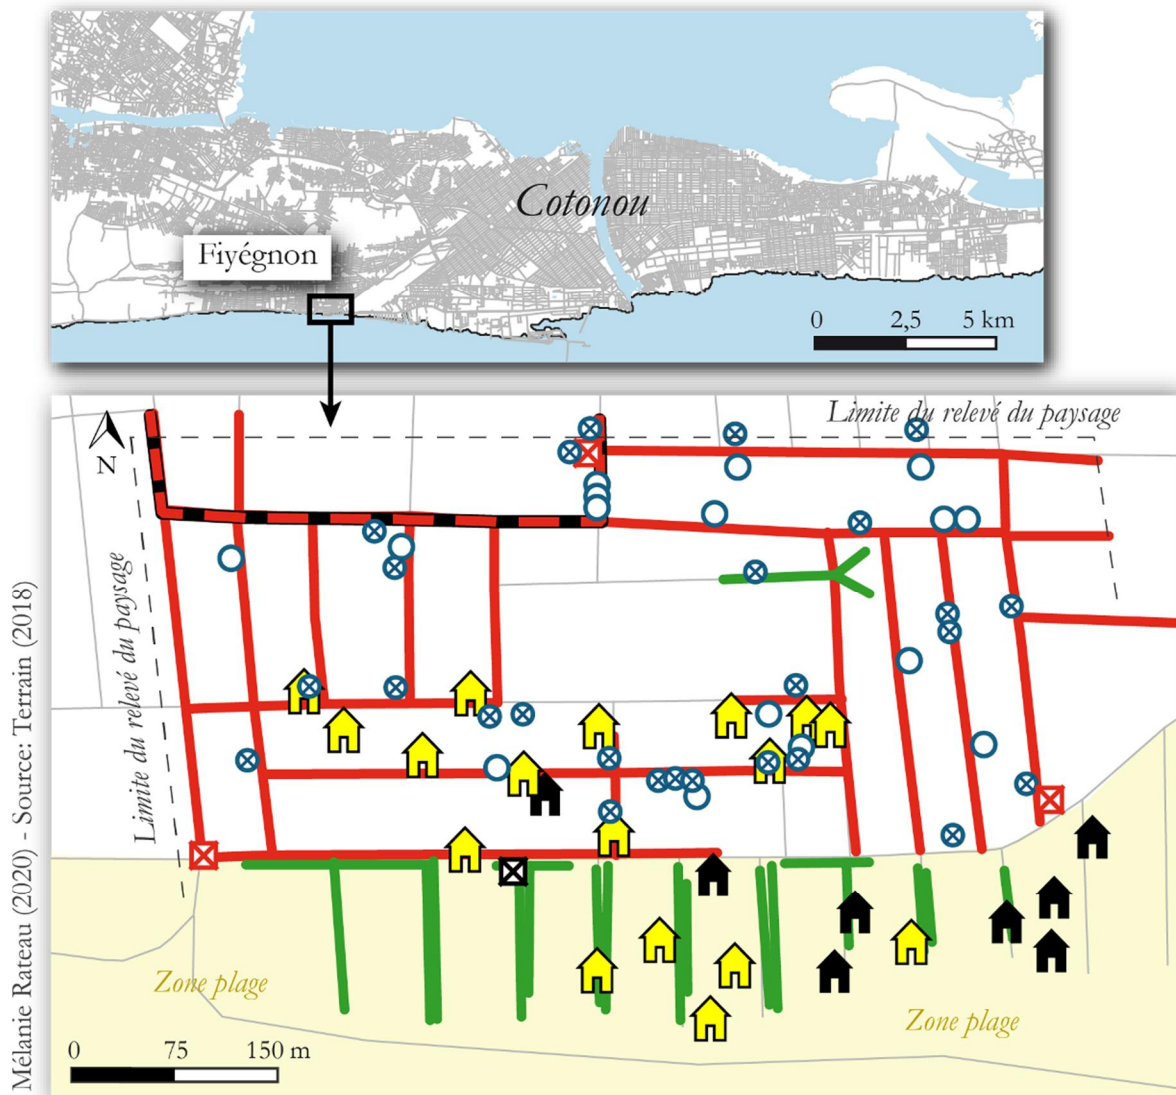 Cotonou
Fiyégnon
0 2,5 5 km
Limite du relevé du paysage
N
Limite du relevé du paysage
Zone plage
Zone plage
0 75 150 m
Mélanie Rateau (2020) - Source: Terrain (2018)